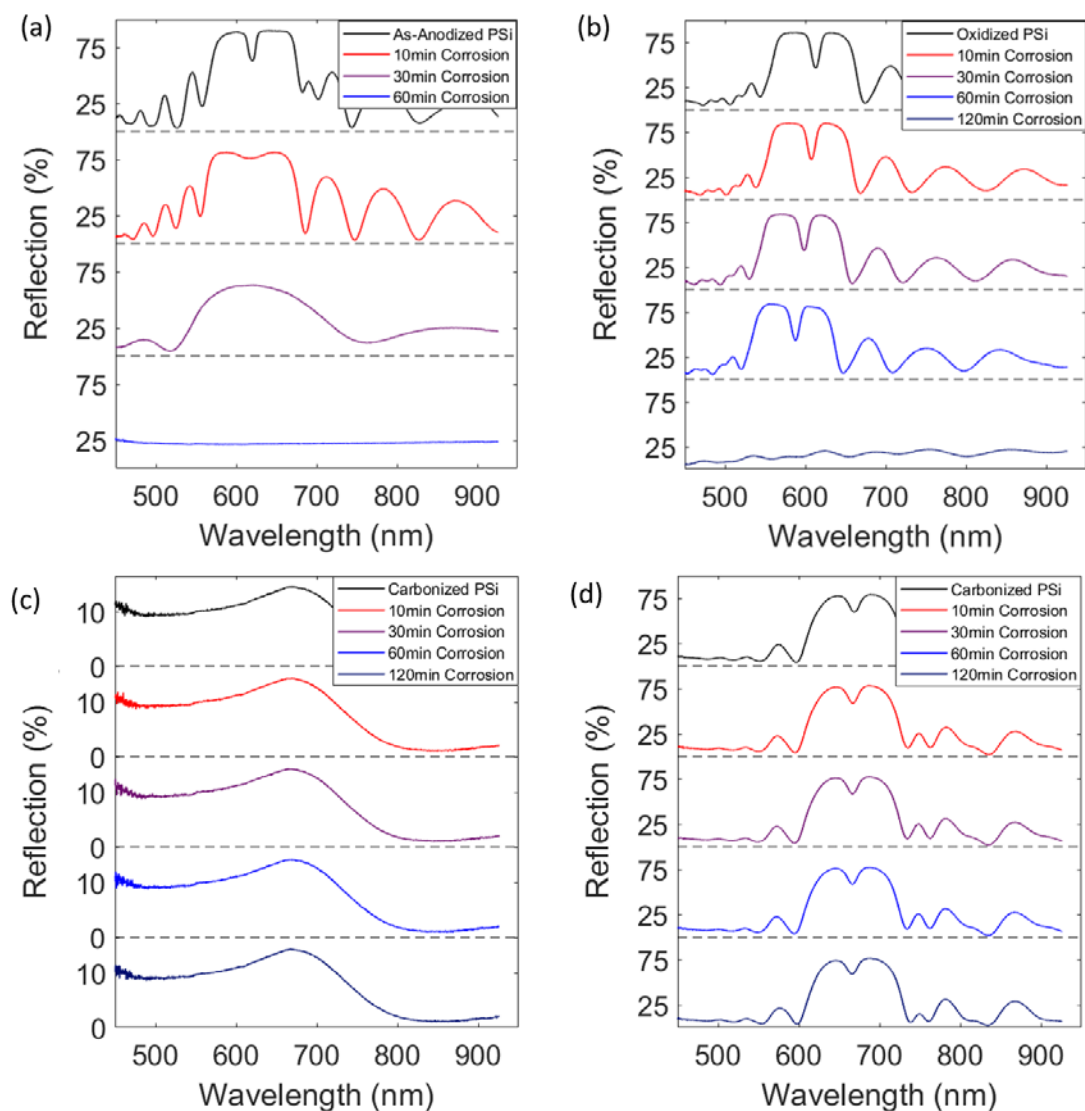 (a)
As-Anodized PSi
10min Corrosion
30min Corrosion
60min Corrosion
75
25
75
25
75
25
75
25
Reflection (%)
500 600 700 800 900
Wavelength (nm)
(b)
Oxidized PSi
10min Corrosion
30min Corrosion
60min Corrosion
120min Corrosion
75
25
75
25
75
25
75
25
75
25
Reflection (%)
500 600 700 800 900
Wavelength (nm)
(c)
Carbonized PSi
10min Corrosion
30min Corrosion
60min Corrosion
120min Corrosion
10
0
10
0
10
0
10
0
10
0
Reflection (%)
500 600 700 800 900
Wavelength (nm)
(d)
Carbonized PSi
10min Corrosion
30min Corrosion
60min Corrosion
120min Corrosion
75
25
75
25
75
25
75
25
75
25
Reflection (%)
500 600 700 800 900
Wavelength (nm)